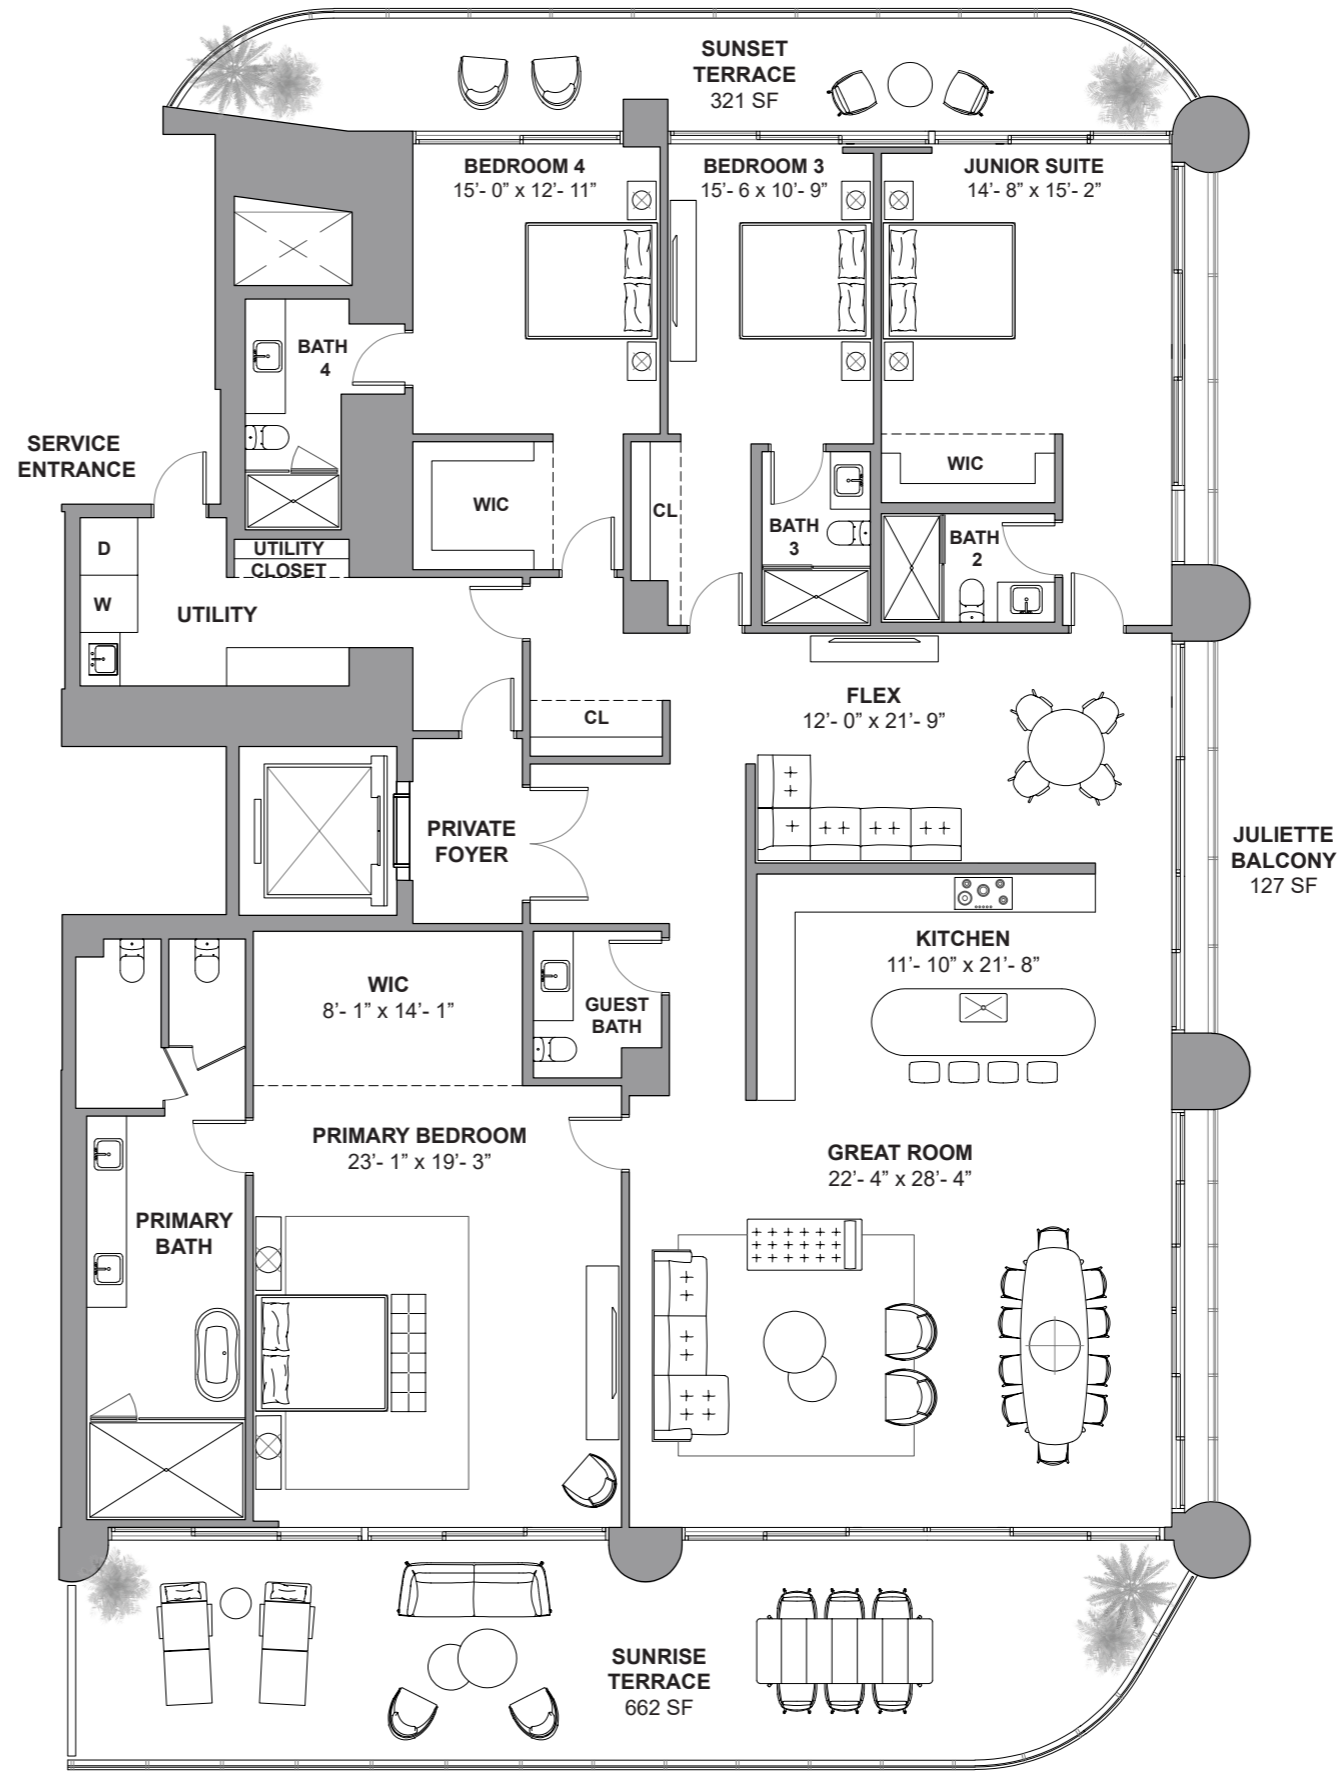 SUNSET
TERRACE
321 SF
BEDROOM 4
15’- 0” x 12’- 11”
BEDROOM 3
15’- 6 x 10’- 9”
JUNIOR SUITE
14’- 8” x 15’- 2”
BATH
4
SERVICE
ENTRANCE
WIC
CL
WIC
BATH
3
BATH
2
D
W
UTILITY
CLOSET
UTILITY
CL
FLEX
12’- 0” x 21’- 9”
PRIVATE
FOYER
JULIETTE
BALCONY
127 SF
KITCHEN
11’- 10” x 21’- 8”
WIC
8’- 1” x 14’- 1”
GUEST
BATH
PRIMARY BEDROOM
23’- 1” x 19’- 3”
GREAT ROOM
22’- 4” x 28’- 4”
PRIMARY
BATH
SUNRISE
TERRACE
662 SF